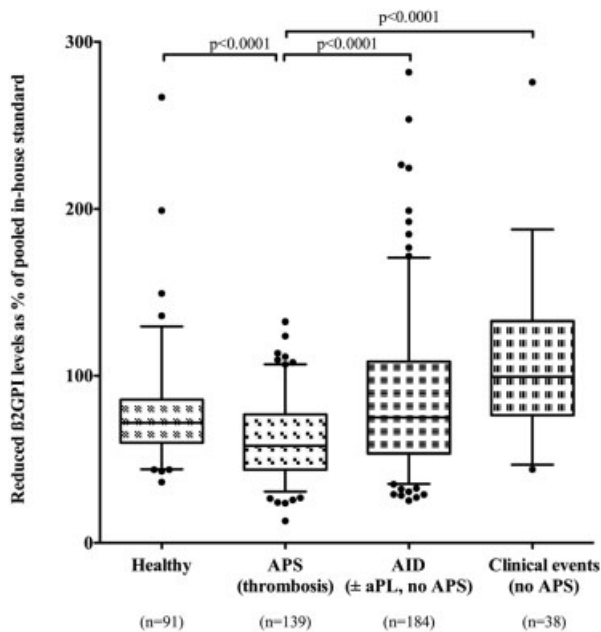 p<0.0001
p<0.0001 p<0.0001
300
200
100
0
Reduced ß2GPI levels as % of pooled in-house standard
Healthy APS AID Clinical events
(thrombosis) (± aPL, no APS) (no APS)
(n=91) (n=139) (n=184) (n=38)